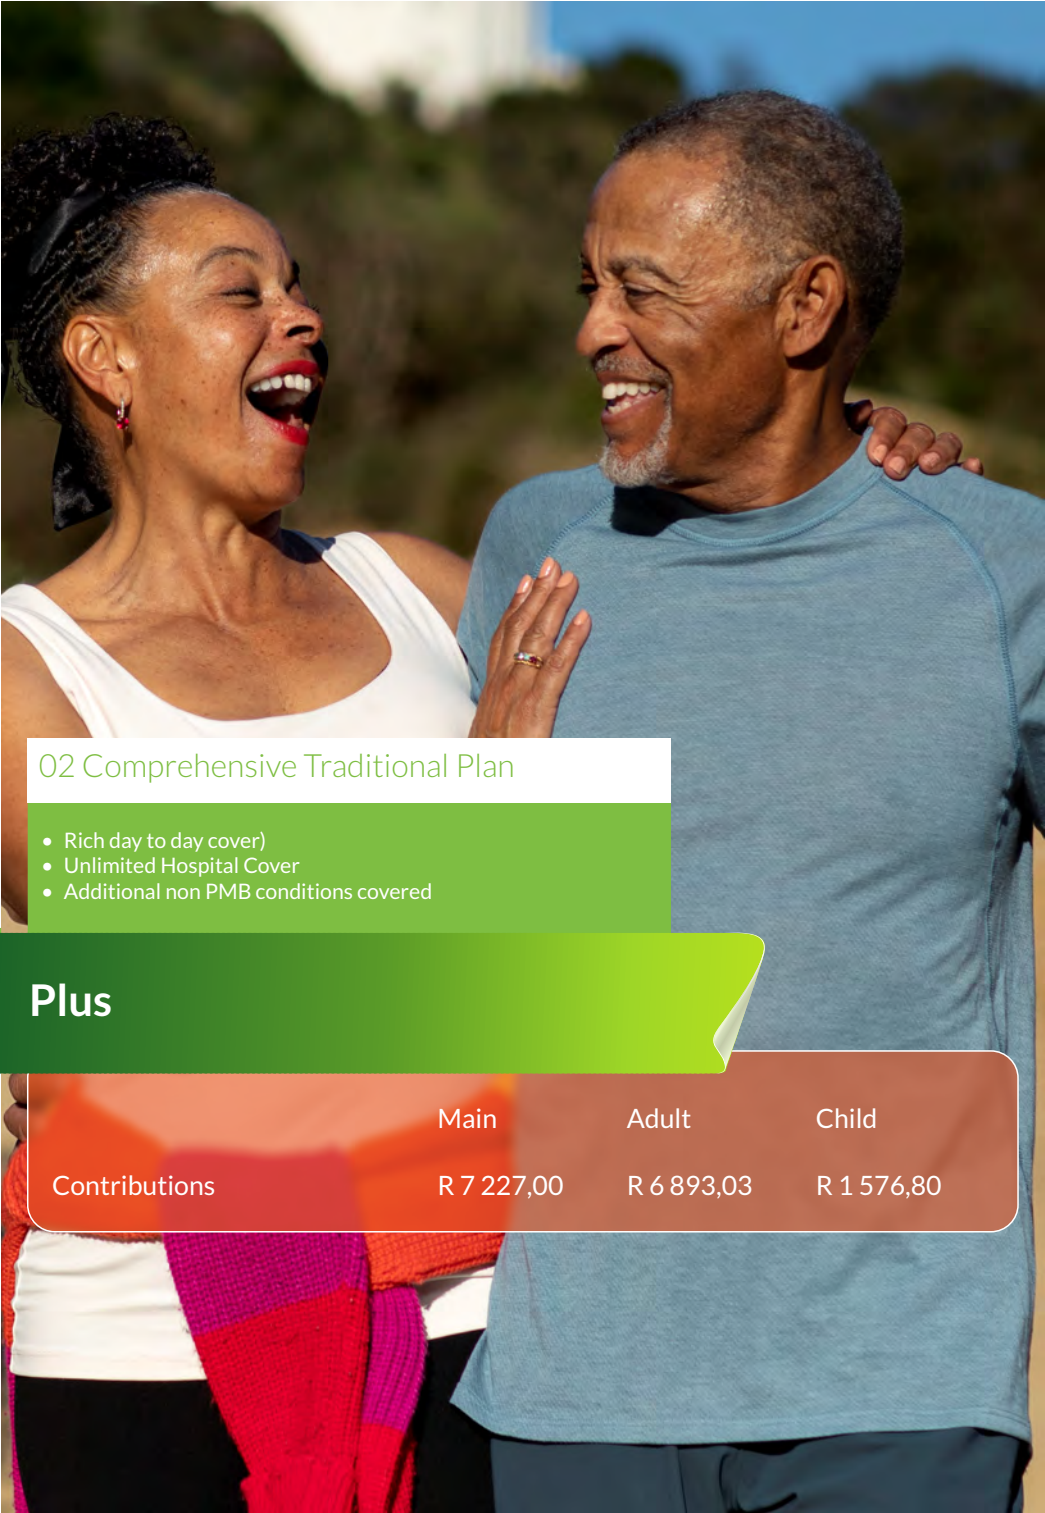 02 Comprehensive Traditional Plan
• Rich day to day cover)
• Unlimited Hospital Cover
• Additional non PMB conditions covered
Plus
Main Adult Child
Contributions R 7 227,00 R 6 893,03 R 1 576,80